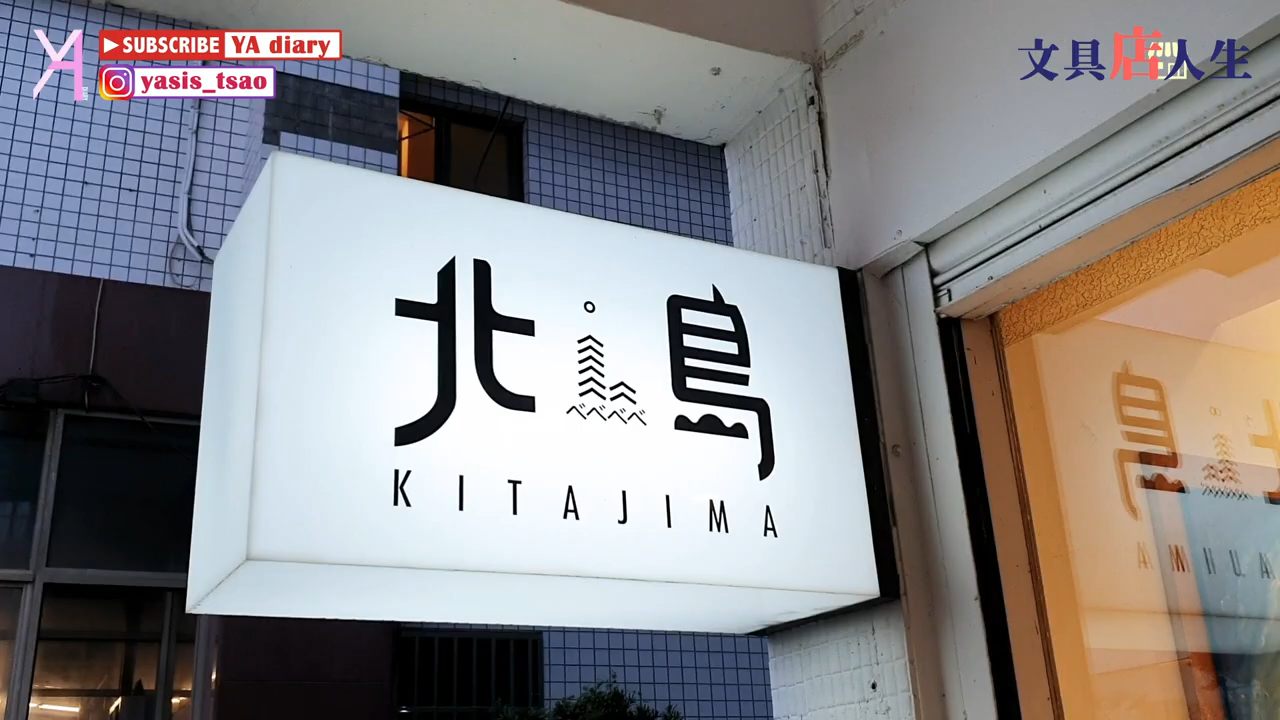 SUBSCRIBE YA diary
yasis_tsao
文具店人生
北島
KITAJIMA